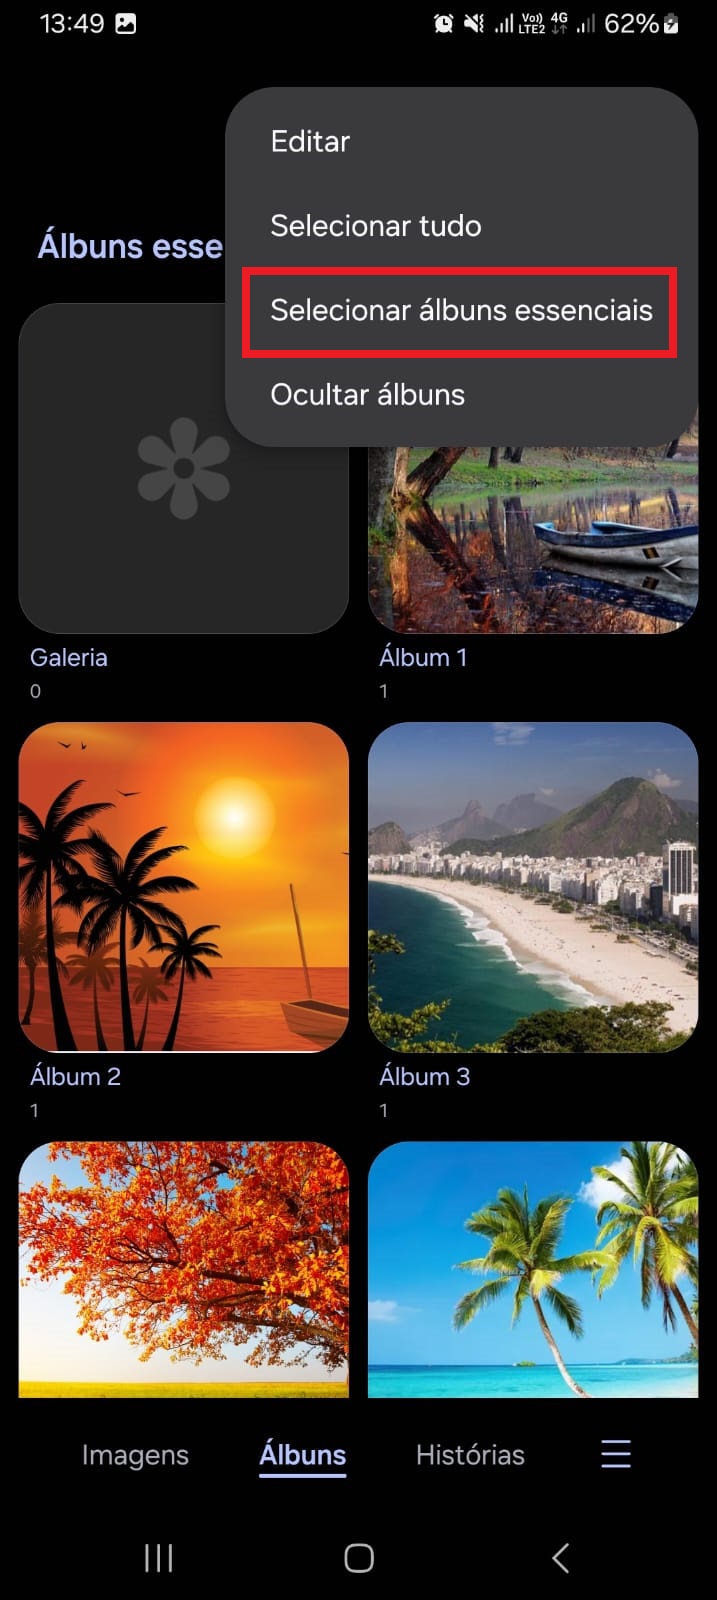 13:49
Vo)) 4G
LTE2
62%
Editar
Selecionar tudo
Álbuns esse
Selecionar álbuns essenciais
Ocultar álbuns
Galeria
0
Álbum 1
1
Álbum 2
1
Álbum 3
1
Imagens
Álbuns
Histórias